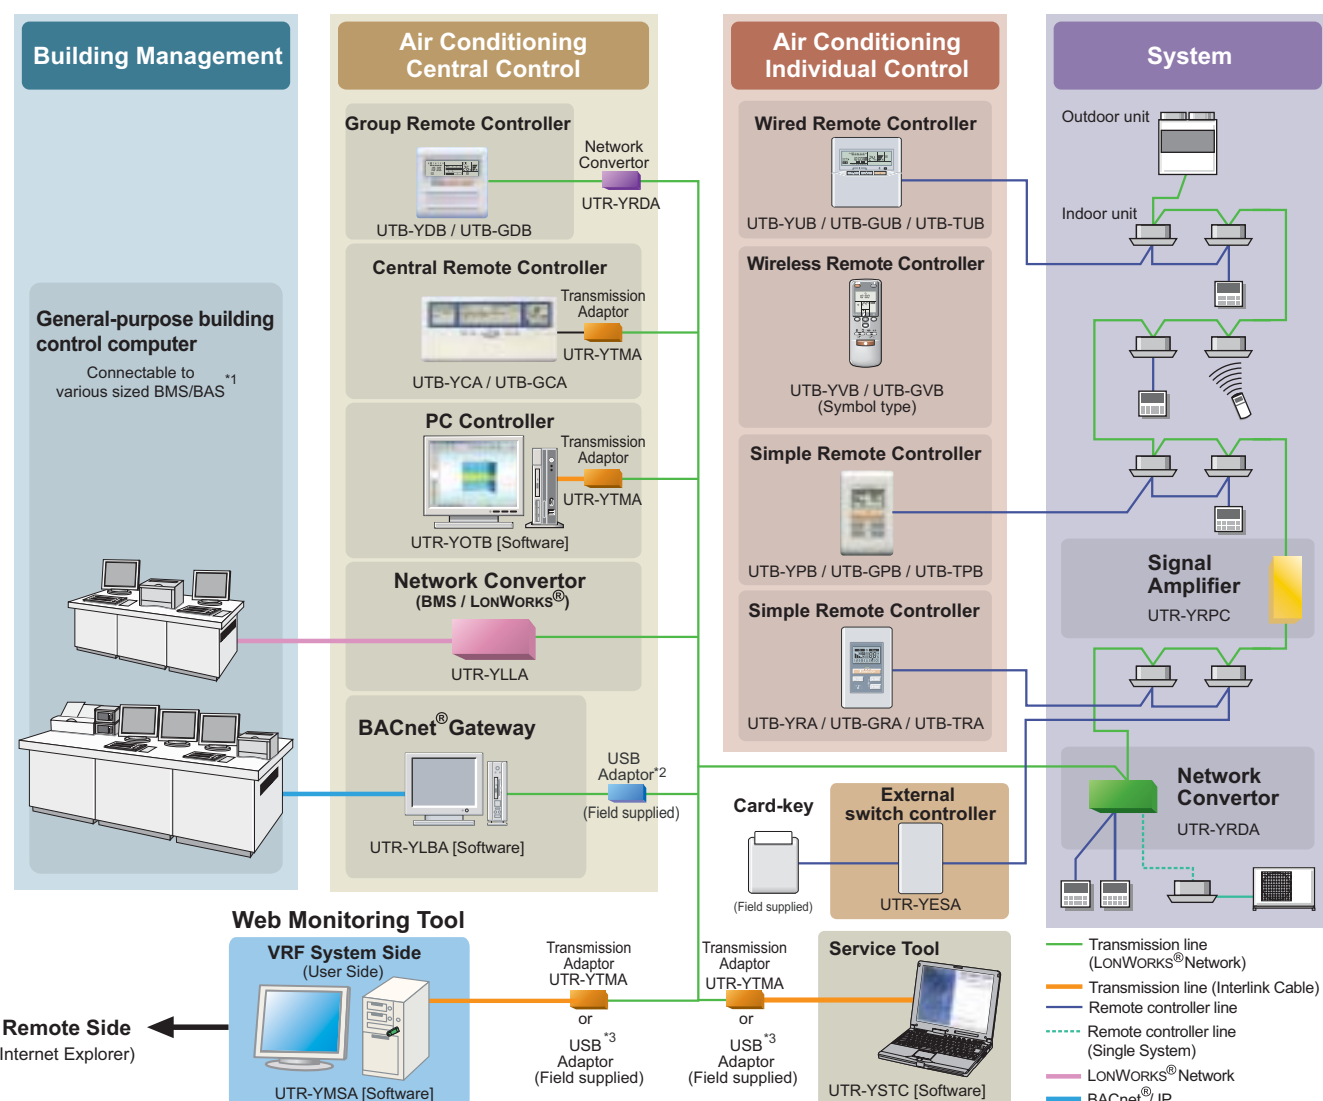 Building Management
Air Conditioning
Central Control
Air Conditioning
Individual Control
System
General-purpose building
control computer
Connectable to
various sized BMS/BAS *1
Group Remote Controller
Network
Convertor
UTR-YRDA
UTB-YDB / UTB-GDB
Central Remote Controller
Transmission
Adaptor
UTR-YTMA
UTB-YCA / UTB-GCA
PC Controller
Transmission
Adaptor
UTR-YTMA
UTR-YOTB [Software]
Network Convertor
(BMS / LONWORKS®)
UTR-YLLA
BACnet® Gateway
USB
Adaptor*2
(Field supplied)
UTR-YLBA [Software]
Wired Remote Controller
UTB-YUB / UTB-GUB / UTB-TUB
Wireless Remote Controller
UTB-YVB / UTB-GVB
(Symbol type)
Simple Remote Controller
UTB-YPB / UTB-GPB / UTB-TPB
Simple Remote Controller
UTB-YRA / UTB-GRA / UTB-TRA
Card-key
(Field supplied)
External
switch controller
UTR-YESA
Outdoor unit
Indoor unit
Signal
Amplifier
UTR-YRPC
Network
Convertor
UTR-YRDA
Web Monitoring Tool
VRF System Side
(User Side)
UTR-YMSA [Software]
Remote Side
Internet Explorer)
Transmission
Adaptor
UTR-YTMA
or
USB *3
Adaptor
(Field supplied)
Transmission
Adaptor
UTR-YTMA
or
USB *3
Adaptor
(Field supplied)
Service Tool
UTR-YSTC [Software]
Transmission line
(LONWORKS® Network)
Transmission line (Interlink Cable)
Remote controller line
Remote controller line
(Single System)
LONWORKS® Network
BACnet®/ IP